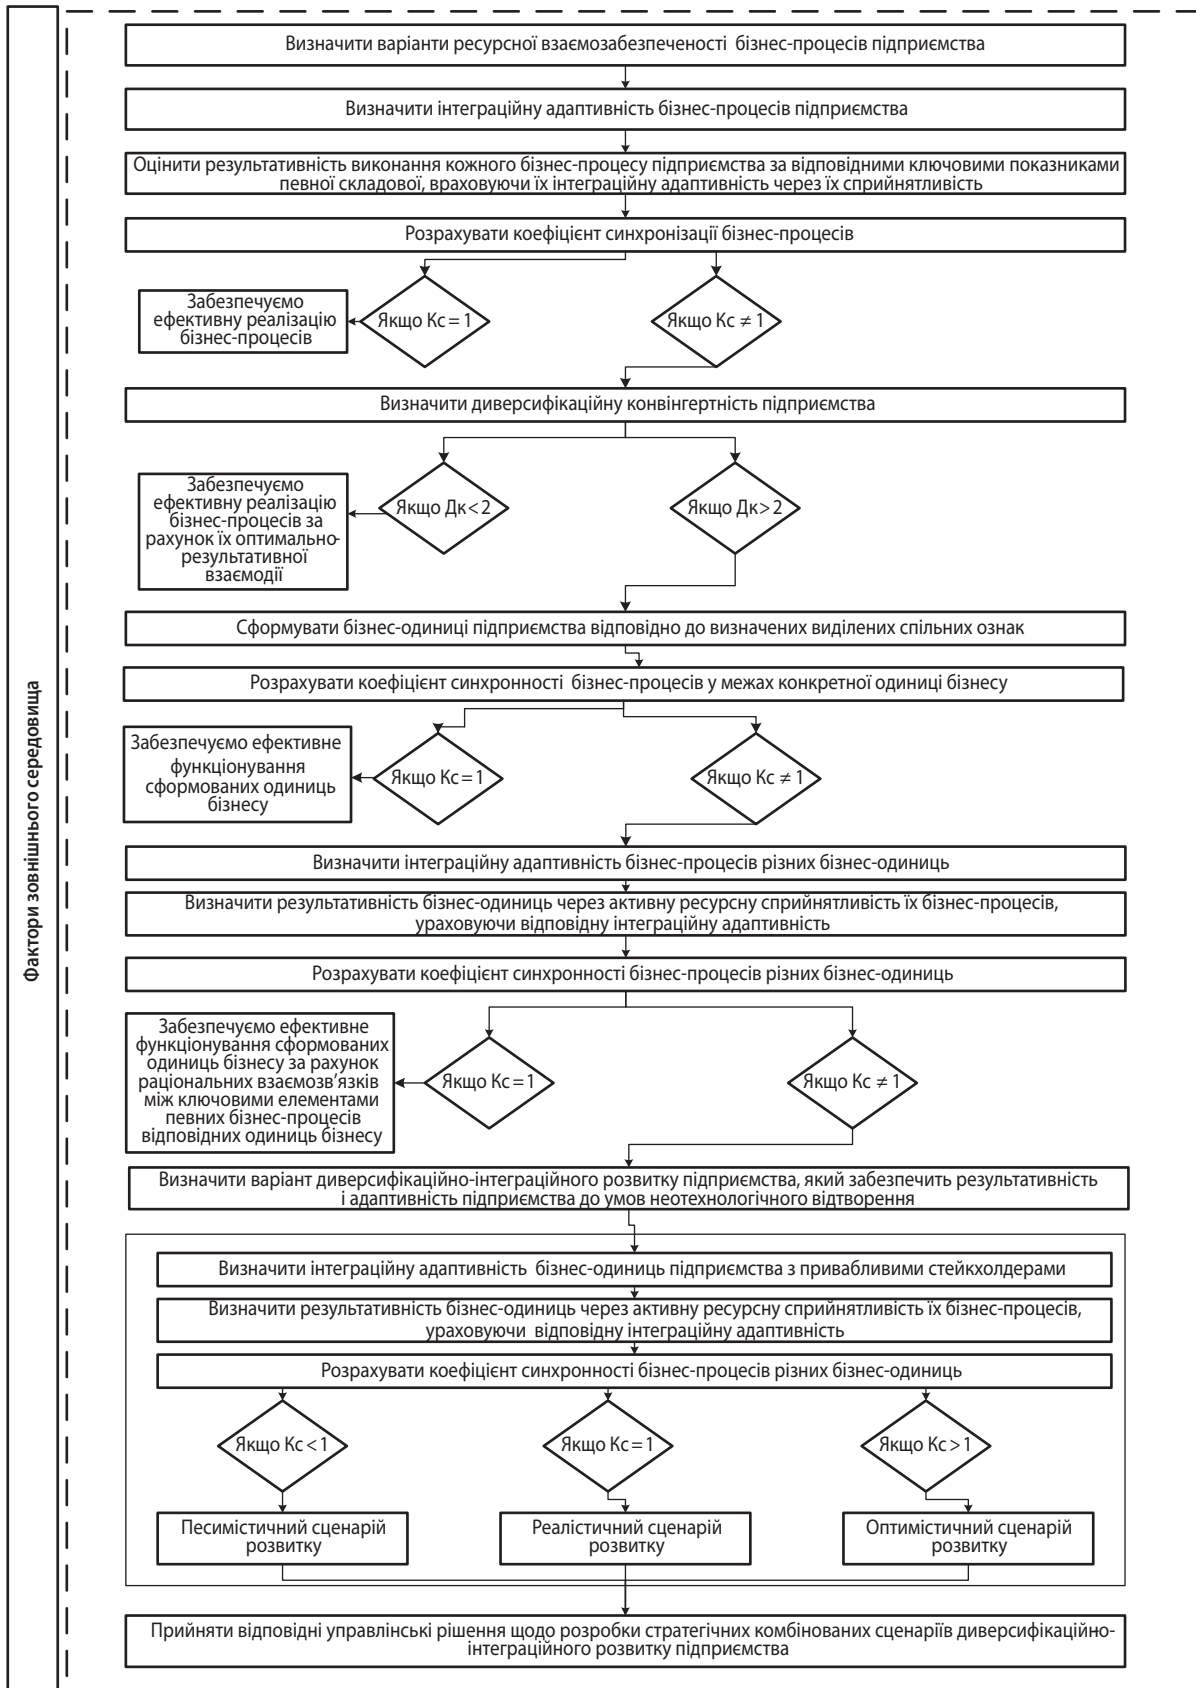 Фактори зовнішнього середовища
Визначити варіанти ресурсної взаємозабезпеченості бізнес-процесів підприємства
Визначити інтеграційну адаптивність бізнес-процесів підприємства
Оцінити результативність виконання кожного бізнес-процесу підприємства за відповідними ключовими показниками
певної складової, враховуючи їх інтеграційну адаптивність через їх сприйнятливість
Розрахувати коефіцієнт синхронізації бізнес-процесів
Забезпечуємо
ефективну реалізацію
бізнес-процесів
Якщо Кс = 1
Якщо Кс ≠ 1
Визначити диверсифікаційну конвінгертність підприємства
Забезпечуємо
ефективну реалізацію
бізнес-процесів за
рахунок їх оптимально-
результативної
взаємодії
Якщо Дк < 2
Якщо Дк > 2
Сформувати бізнес-одиниці підприємства відповідно до визначених виділених спільних ознак
Розрахувати коефіцієнт синхронності бізнес-процесів у межах конкретної одиниці бізнесу
Забезпечуємо ефективне
функціонування
сформованих одиниць
бізнесу
Якщо Кс = 1
Якщо Кс ≠ 1
Визначити інтеграційну адаптивність бізнес-процесів різних бізнес-одиниць
Визначити результативність бізнес-одиниць через активну ресурсну сприйнятливість їх бізнес-процесів,
ураховуючи відповідну інтеграційну адаптивність
Розрахувати коефіцієнт синхронності бізнес-процесів різних бізнес-одиниць
Забезпечуємо ефективне
функціонування сформованих
одиниць бізнесу за рахунок
раціональних взаємозв'язків
між ключовими елементами
певних бізнес-процесів
відповідних одиниць бізнесу
Якщо Кс = 1
Якщо Кс ≠ 1
Визначити варіант диверсифікаційно-інтеграційного розвитку підприємства, який забезпечить результативність
і адаптивність підприємства до умов неотехнологічного відтворення
Визначити інтеграційну адаптивність бізнес-одиниць підприємства з привабливими стейкхолдерами
Визначити результативність бізнес-одиниць через активну ресурсну сприйнятливість їх бізнес-процесів,
ураховуючи відповідну інтеграційну адаптивність
Розрахувати коефіцієнт синхронності бізнес-процесів різних бізнес-одиниць
Якщо Кс < 1
Якщо Кс = 1
Якщо Кс > 1
Песимістичний сценарій
розвитку
Реалістичний сценарій
розвитку
Оптимістичний сценарій
розвитку
Прийняти відповідні управлінські рішення щодо розробки стратегічних комбінованих сценаріїв диверсифікаційно-
інтеграційного розвитку підприємства